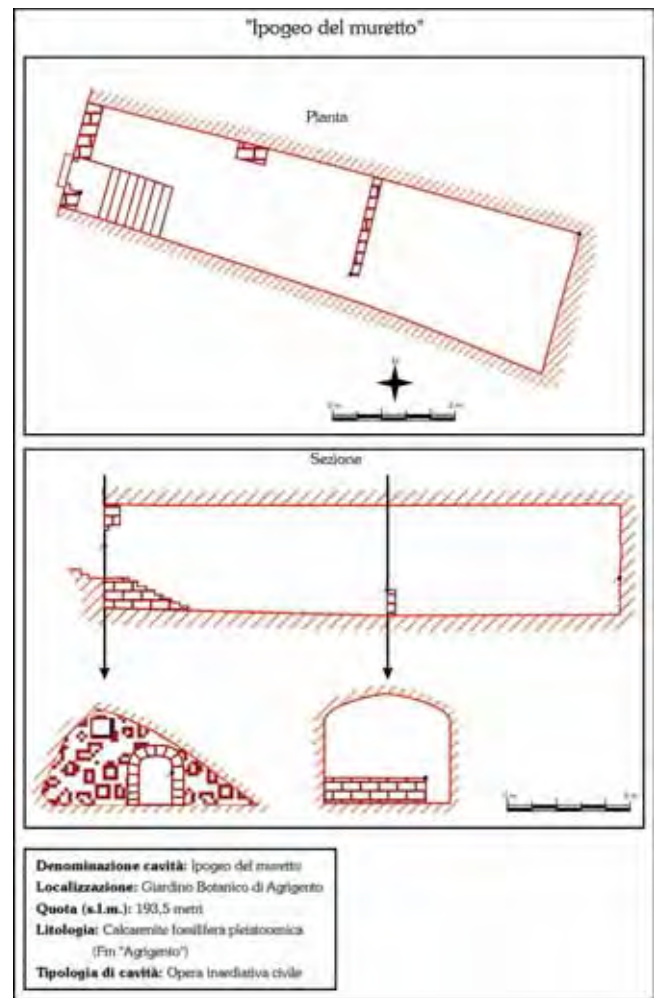 "Ipogeo del muretto"
Pianta
N
Sezione
Denominazione cavità: Ipogeo del muretto
Localizzazione: Giardino Botanico di Agrigento
Quota (s.l.m.): 193,5 metri
Litologia: Calcarenite fossilifera pleistocenica
(Fm "Agrigento")
Tipologia di cavità: Opera inediativa civile